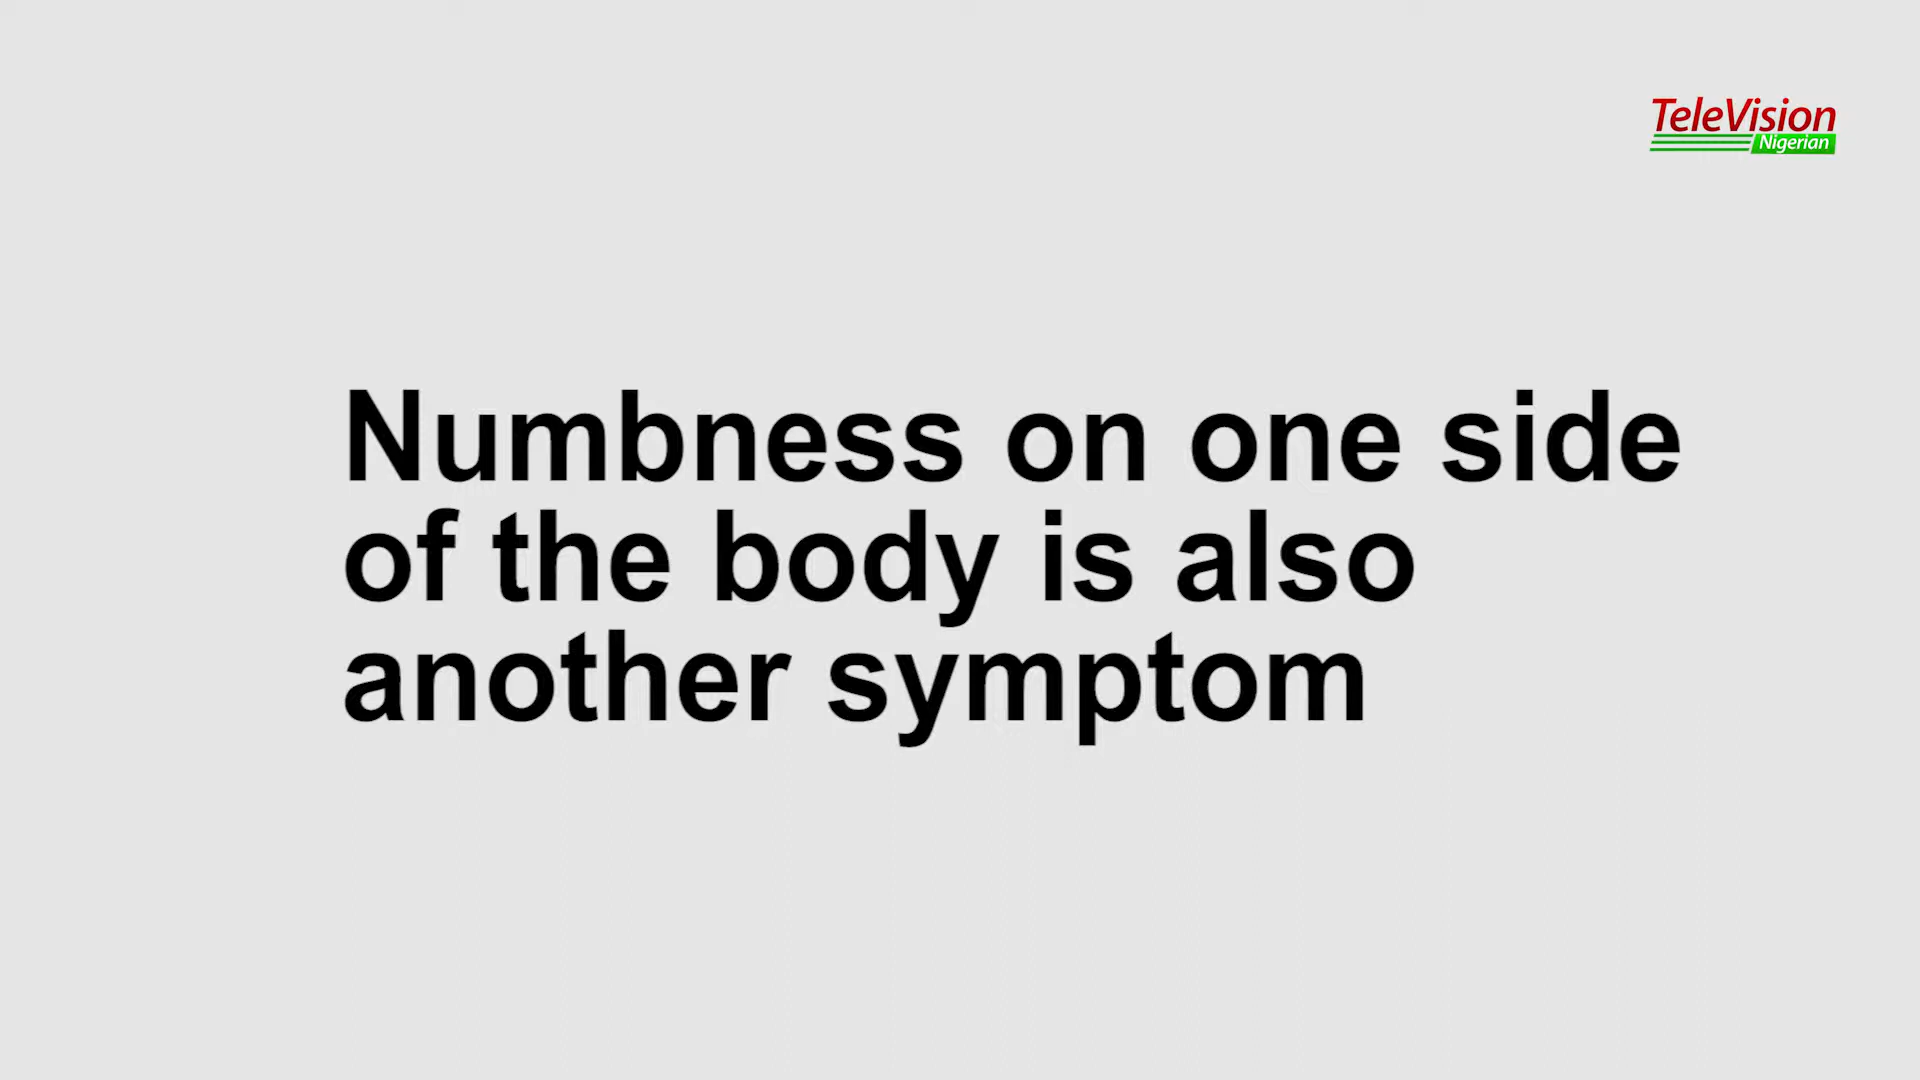 TeleVision
Nigerian
Numbness on one side
of the body is also
another symptom